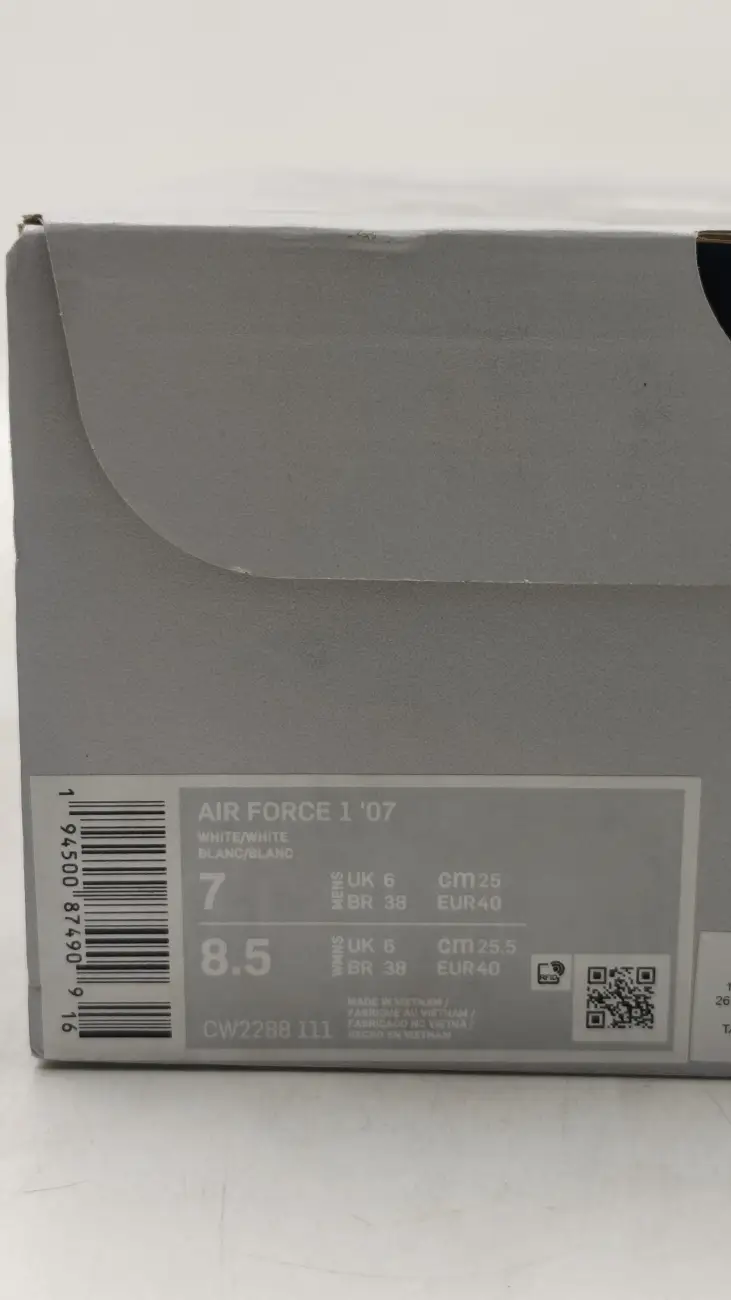 1 94500 87490 9 16
AIR FORCE 1 '07
WHITE/WHITE
BLANC/BLANC
7 MENS UK 6 cm 25
BR 38 EUR 40
8.5 WMNS UK 6 cm 25.5
BR 38 EUR 40
RFID
CW2288 111
MADE IN VIETNAM /
FABRIQUE AU VIETNAM /
FABRICADO NO VIETNÃ /
HECHO EN VIETNAM